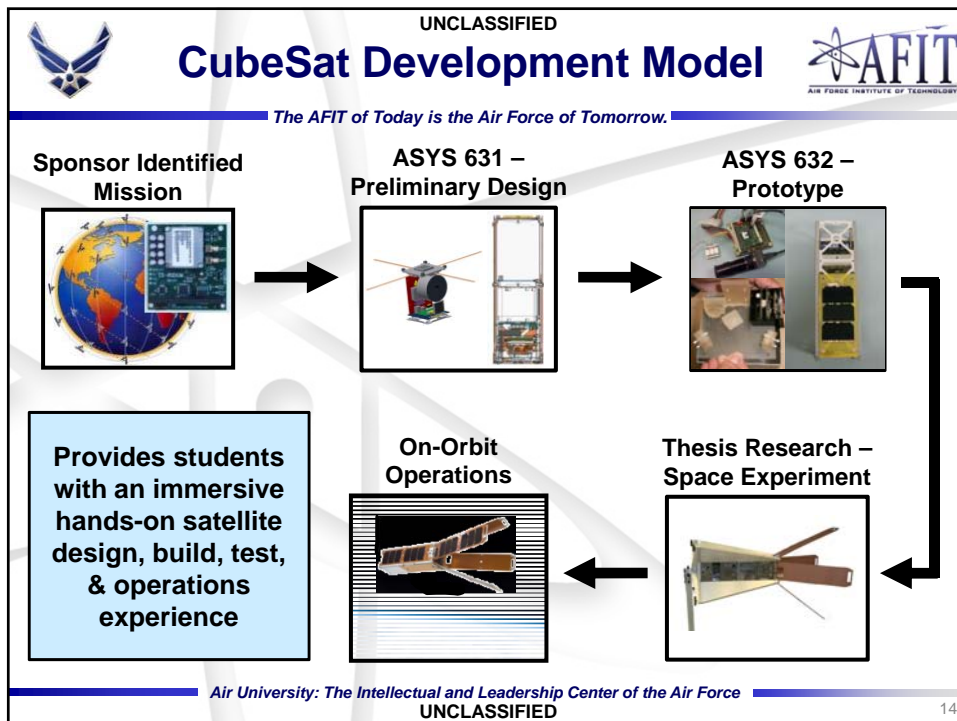 UNCLASSIFIED
CubeSat Development Model
AFIT
AIR FORCE INSTITUTE OF TECHNOLOGY
The AFIT of Today is the Air Force of Tomorrow.
Sponsor Identified
Mission
ASYS 631 –
Preliminary Design
ASYS 632 –
Prototype
Provides students
with an immersive
hands-on satellite
design, build, test,
& operations
experience
On-Orbit
Operations
Thesis Research –
Space Experiment
Air University: The Intellectual and Leadership Center of the Air Force
UNCLASSIFIED
14